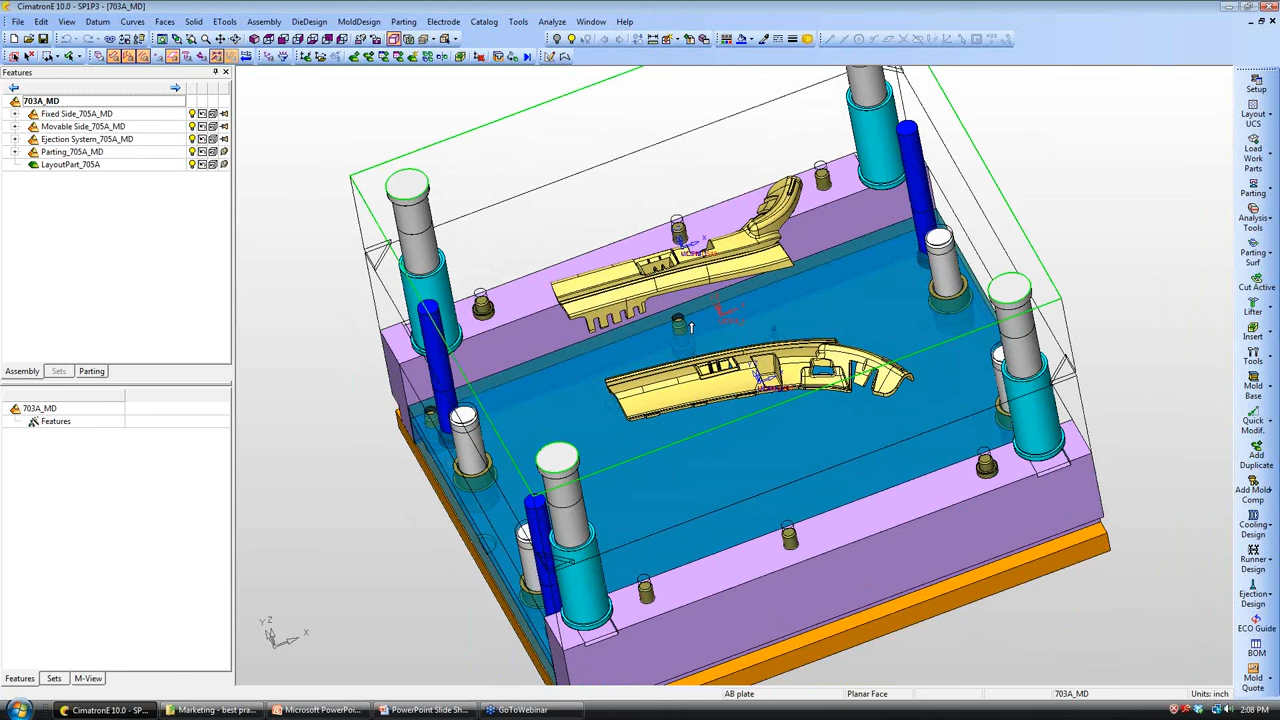 CimatronE 10.0 - SP1P3 - [703A_MD]
File Edit View Datum Curves Faces Solid ETools Assembly DieDesign MoldDesign Parting Electrode Catalog Tools Analyze Window Help
Features
703A_MD
Fixed Side_705A_MD
Movable Side_705A_MD
Ejection System_705A_MD
Parting_705A_MD
LayoutPart_705A
Assembly Sets Parting
703A_MD
Features
Features Sets M-View
X
Y Z
X
Setup
Layout
UCS
Load
Work
Parts
Parting
Analysis
Tools
Parting
Surf
Cut Active
Lifter
Insert
Tools
Mold
Base
Quick
Modif.
Add
Duplicate
Add Mold
Comp
Cooling
Design
Runner
Design
Ejection
Design
ECO Guide
BOM
Mold
Quote
AB plate Planar Face 703A_MD Units: inch
CimatronE 10.0 - SP... Marketing - best pra... Microsoft PowerPoi... PowerPoint Slide Sh... GoToWebinar 2:08 PM